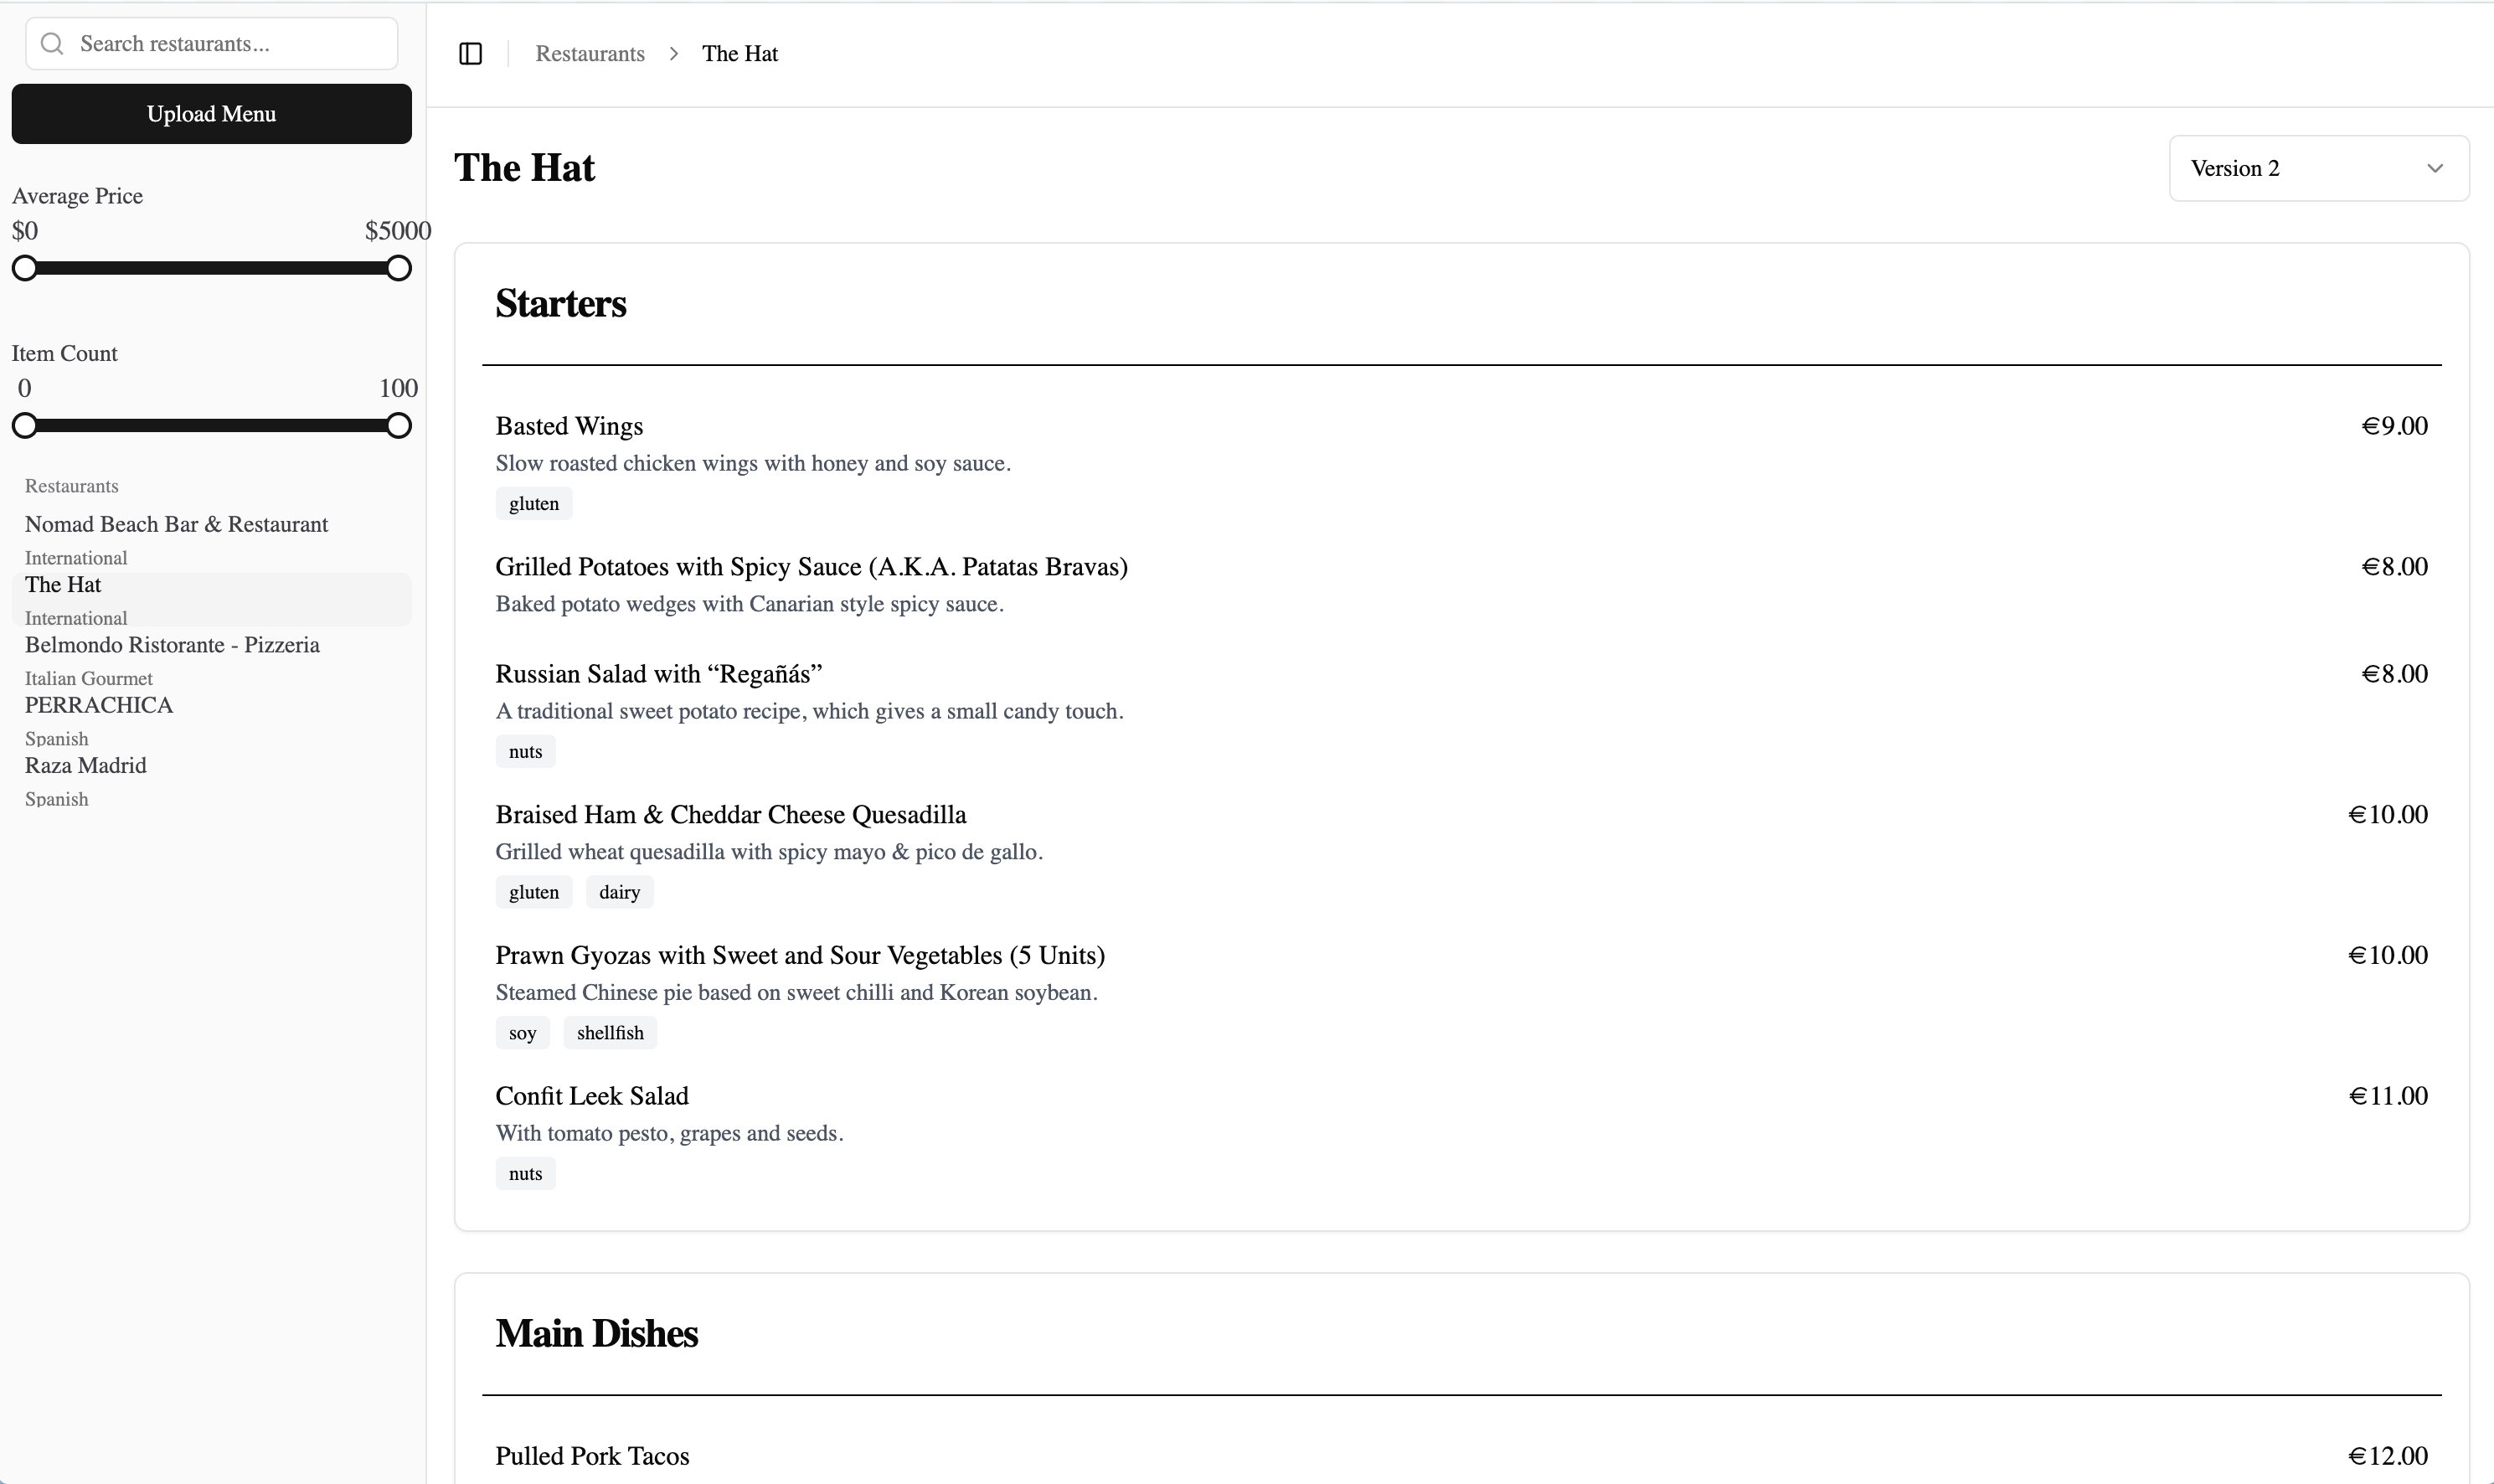 Search restaurants...
Upload Menu
Average Price
$0 $5000
Item Count
0 100
Restaurants
Nomad Beach Bar & Restaurant
International
The Hat
International
Belmondo Ristorante - Pizzeria
Italian Gourmet
PERRACHICA
Spanish
Raza Madrid
Spanish
Restaurants > The Hat
The Hat
Version 2
Starters
Basted Wings €9.00
Slow roasted chicken wings with honey and soy sauce.
gluten
Grilled Potatoes with Spicy Sauce (A.K.A. Patatas Bravas) €8.00
Baked potato wedges with Canarian style spicy sauce.
Russian Salad with “Regañás” €8.00
A traditional sweet potato recipe, which gives a small candy touch.
nuts
Braised Ham & Cheddar Cheese Quesadilla €10.00
Grilled wheat quesadilla with spicy mayo & pico de gallo.
gluten dairy
Prawn Gyozas with Sweet and Sour Vegetables (5 Units) €10.00
Steamed Chinese pie based on sweet chilli and Korean soybean.
soy shellfish
Confit Leek Salad €11.00
With tomato pesto, grapes and seeds.
nuts
Main Dishes
Pulled Pork Tacos €12.00